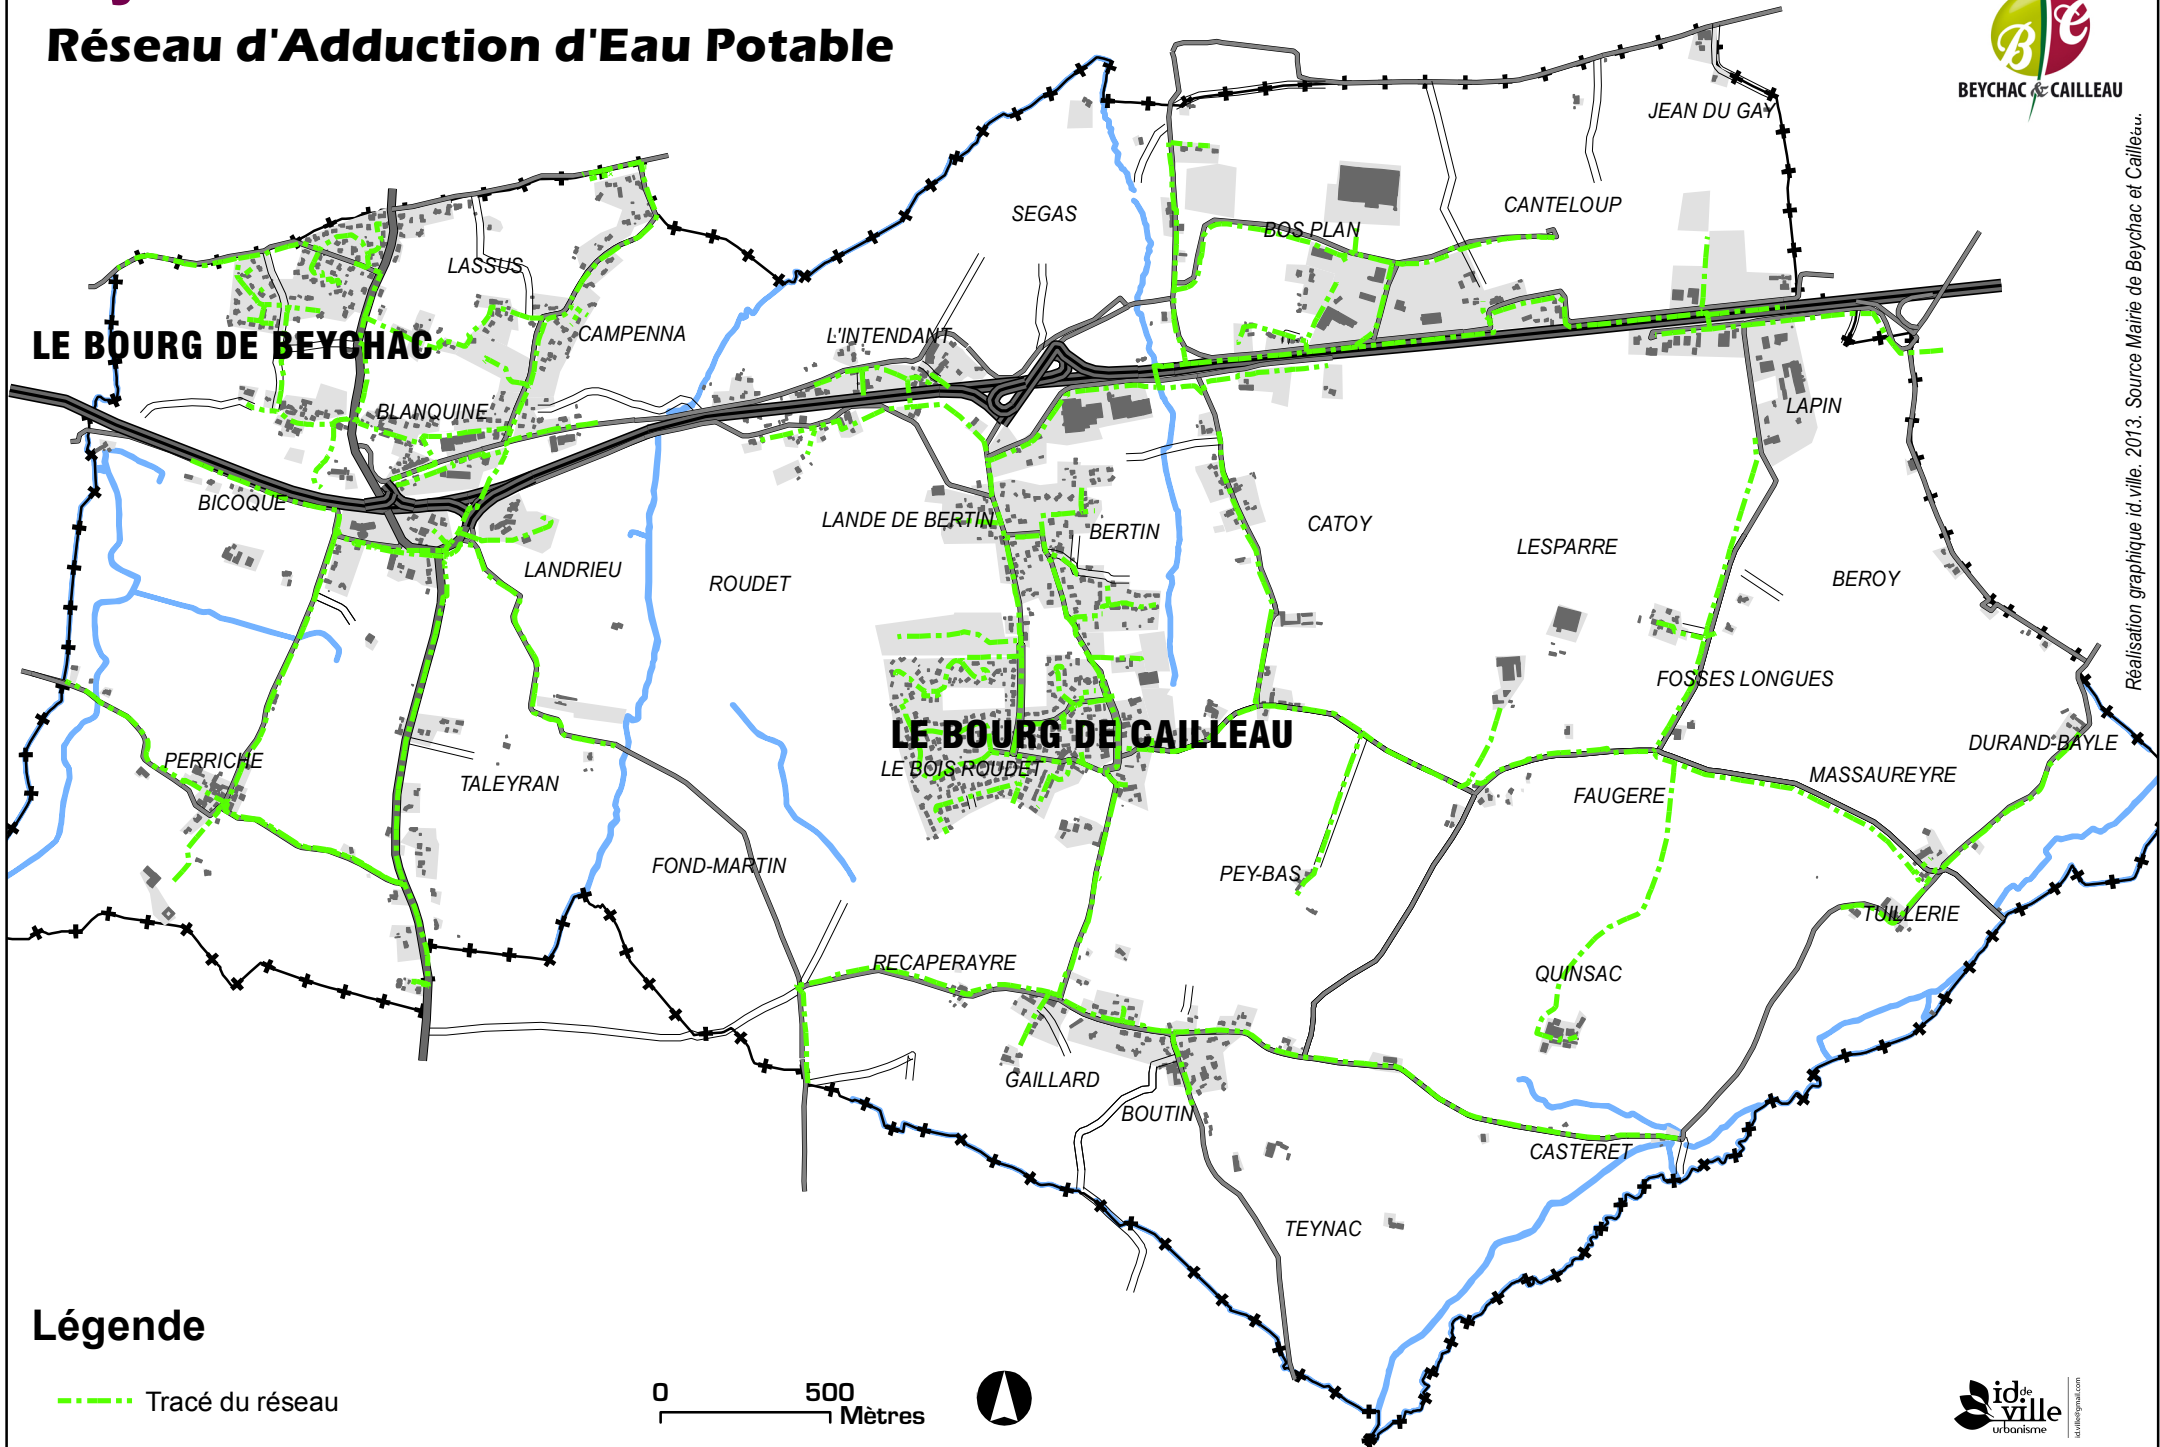 Réseau d'Adduction d'Eau Potable
B C
BEYCHAC & CAILLEAU
JEAN DU GAY
CANTELOUP
SEGAS
BOS PLAN
LASSUS
CAMPENNA
L'INTENDANT
LE BOURG DE BEYCHAC
BLANQUINE
LAPIN
BICOQUE
LANDE DE BERTIN
BERTIN
CATOY
LESPARRE
LANDRIEU
ROUDET
BEROY
FOSSES LONGUES
LE BOURG DE CAILLEAU
DURAND-BAYLE
PERRICHE
LE BOIS ROUDET
TALEYRAN
MASSAUREYRE
FAUGERE
FOND-MARTIN
PEY-BAS
TUILLERIE
RECAPERAYRE
QUINSAC
GAILLARD
BOUTIN
CASTERET
TEYNAC
Réalisation graphique id.ville. 2013. Source Mairie de Beychac et Cailleau.
Légende
Tracé du réseau
0 500
Mètres
id.de
ville
urbanisme
id.ville@gmail.com